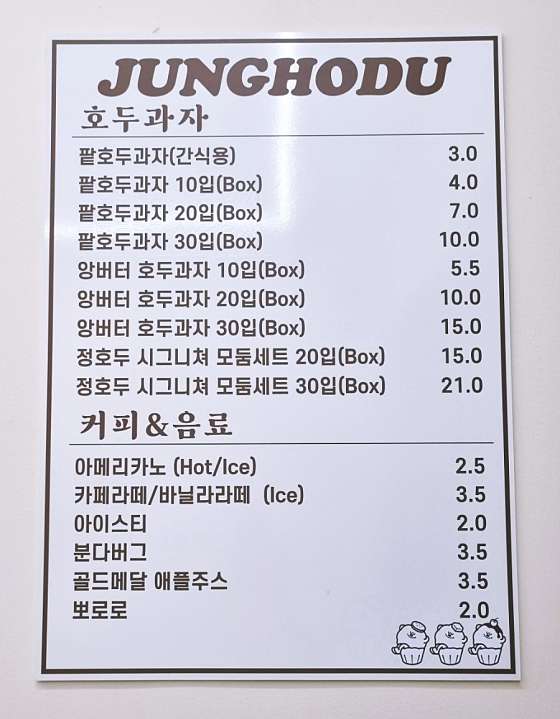 JUNGHODU
호두과자
팥호두과자(간식용) 3.0
팥호두과자 10입(Box) 4.0
팥호두과자 20입(Box) 7.0
팥호두과자 30입(Box) 10.0
앙버터 호두과자 10입(Box) 5.5
앙버터 호두과자 20입(Box) 10.0
앙버터 호두과자 30입(Box) 15.0
정호두 시그니쳐 모둠세트 20입(Box) 15.0
정호두 시그니쳐 모둠세트 30입(Box) 21.0
커피&음료
아메리카노 (Hot/Ice) 2.5
카페라떼/바닐라라떼 (Ice) 3.5
아이스티 2.0
분다버그 3.5
골드메달 애플주스 3.5
뽀로로 2.0